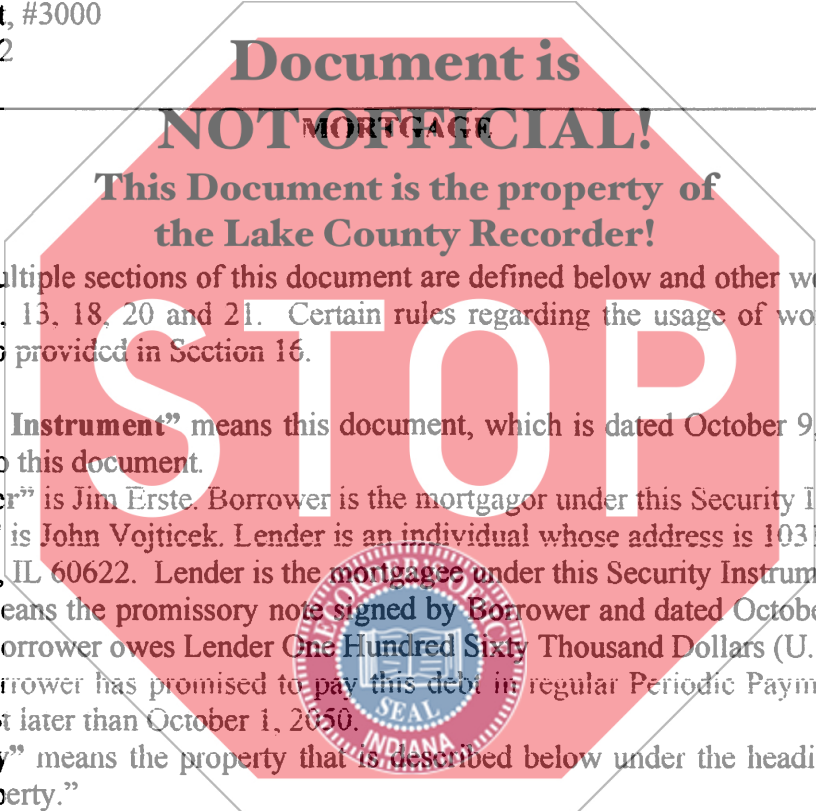 t, #3000
2
Document is
NOT OFFICIAL!
MORTGAGE
This Document is the property of
the Lake County Recorder!
ultiple sections of this document are defined below and other we
, 13, 18, 20 and 21. Certain rules regarding the usage of wo
o provided in Section 16.
STOP
Instrument” means this document, which is dated October 9,
o this document.
er” is Jim Erste. Borrower is the mortgagor under this Security I
” is John Vojticek. Lender is an individual whose address is 1031
, IL 60622. Lender is the mortgagee under this Security Instrum
eans the promissory note signed by Borrower and dated Octobe
orrower owes Lender One Hundred Sixty Thousand Dollars (U.
rrower has promised to pay this debt in regular Periodic Paym
t later than October 1, 2050.
y” means the property that is described below under the headi
perty.”
SEAL
INDIANA